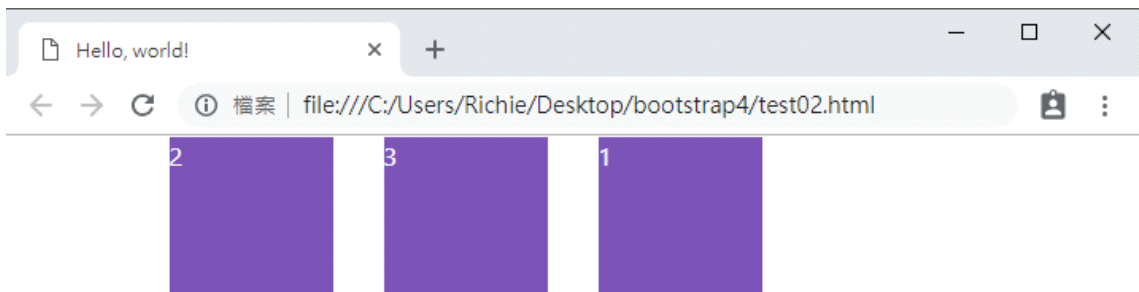 Hello, world!
檔案 file:///C:/Users/Richie/Desktop/bootstrap4/test02.html
2 3 1